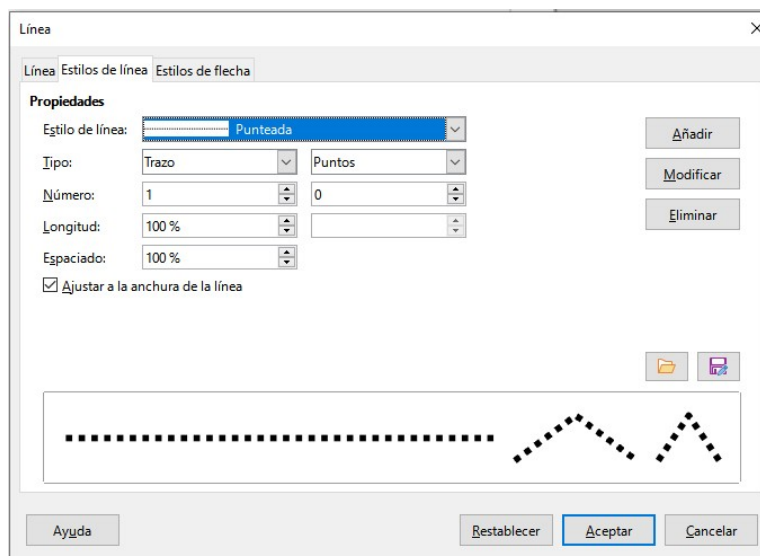 Línea
Línea Estilos de línea Estilos de flecha
Propiedades
Estilo de línea: Punteada
Añadir
Tipo: Trazo Puntos
Modificar
Número: 1 0
Eliminar
Longitud: 100 %
Espaciado: 100 %
Ajustar a la anchura de la línea
Ayuda Restablecer Aceptar Cancelar